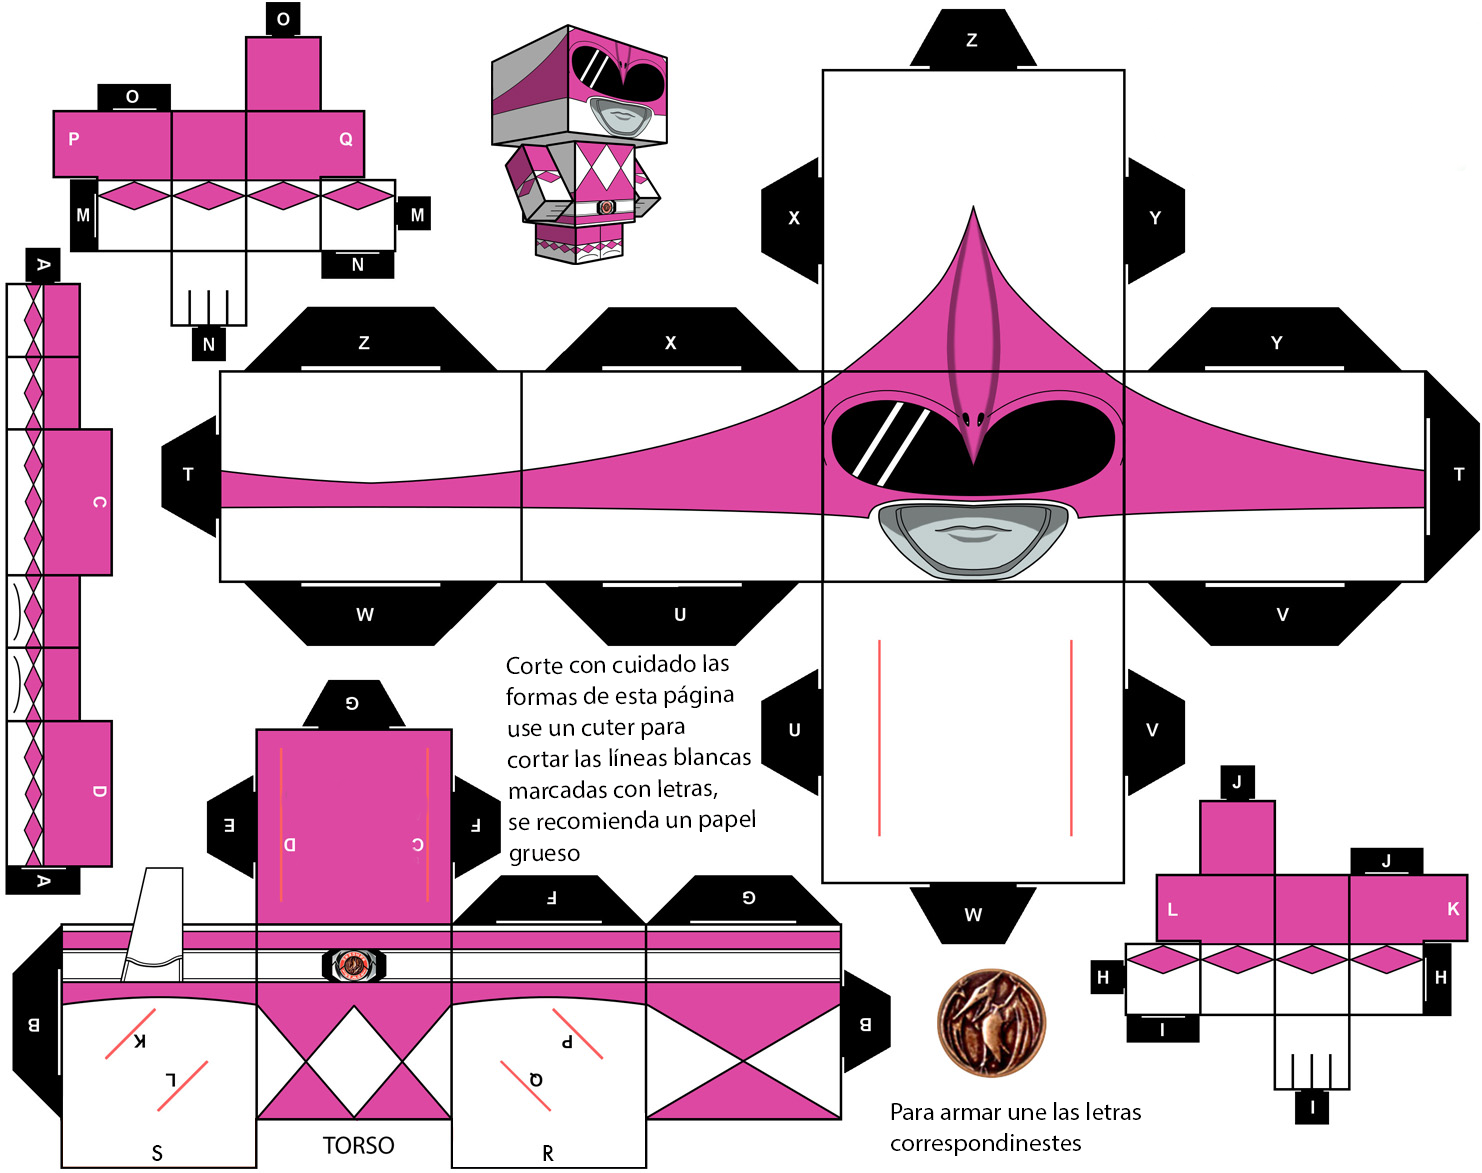 O
O
P
Q
M
M
N
N
A
C
D
A
Z
X
Y
Z
X
Y
T
T
W
U
V
U
V
W
Corte con cuidado las
formas de esta página
use un cuter para
cortar las líneas blancas
marcadas con letras,
se recomienda un papel
grueso
G
E
D
C
F
F
G
B
B
K
L
P
Q
S
TORSO
R
J
J
L
K
H
H
I
I
Para armar une las letras
correspondinestes